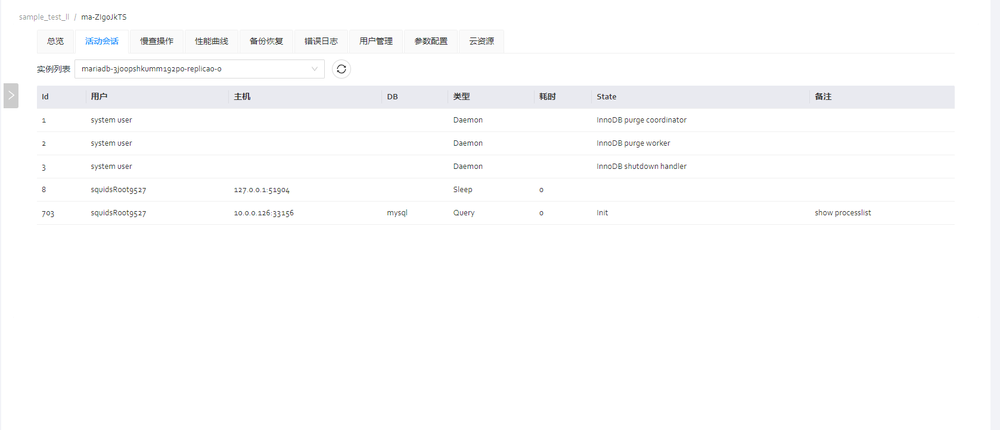 sample_test_ll / ma-ZIgoJkTS
总览 活动会话 慢查操作 性能曲线 备份恢复 错误日志 用户管理 参数配置 云资源
实例列表 mariadb-3joopshkumm192po-replica0-0
Id 用户 主机 DB 类型 耗时 State 备注
1 system user Daemon InnoDB purge coordinator
2 system user Daemon InnoDB purge worker
3 system user Daemon InnoDB shutdown handler
8 squidsRoot9527 127.0.0.1:51904 Sleep 0
703 squidsRoot9527 10.0.0.126:33156 mysql Query 0 Init show processlist